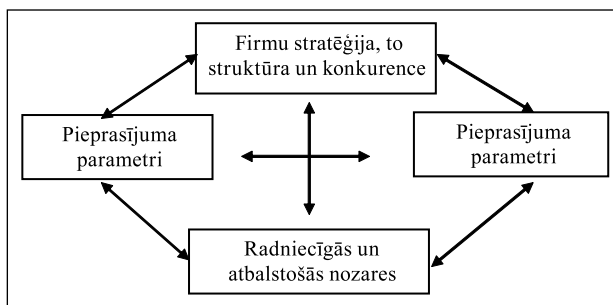 Firmu stratēģija, to
struktūra un konkurence
Pieprasījuma
parametri
Pieprasījuma
parametri
Radniecīgās un
atbalstošās nozares